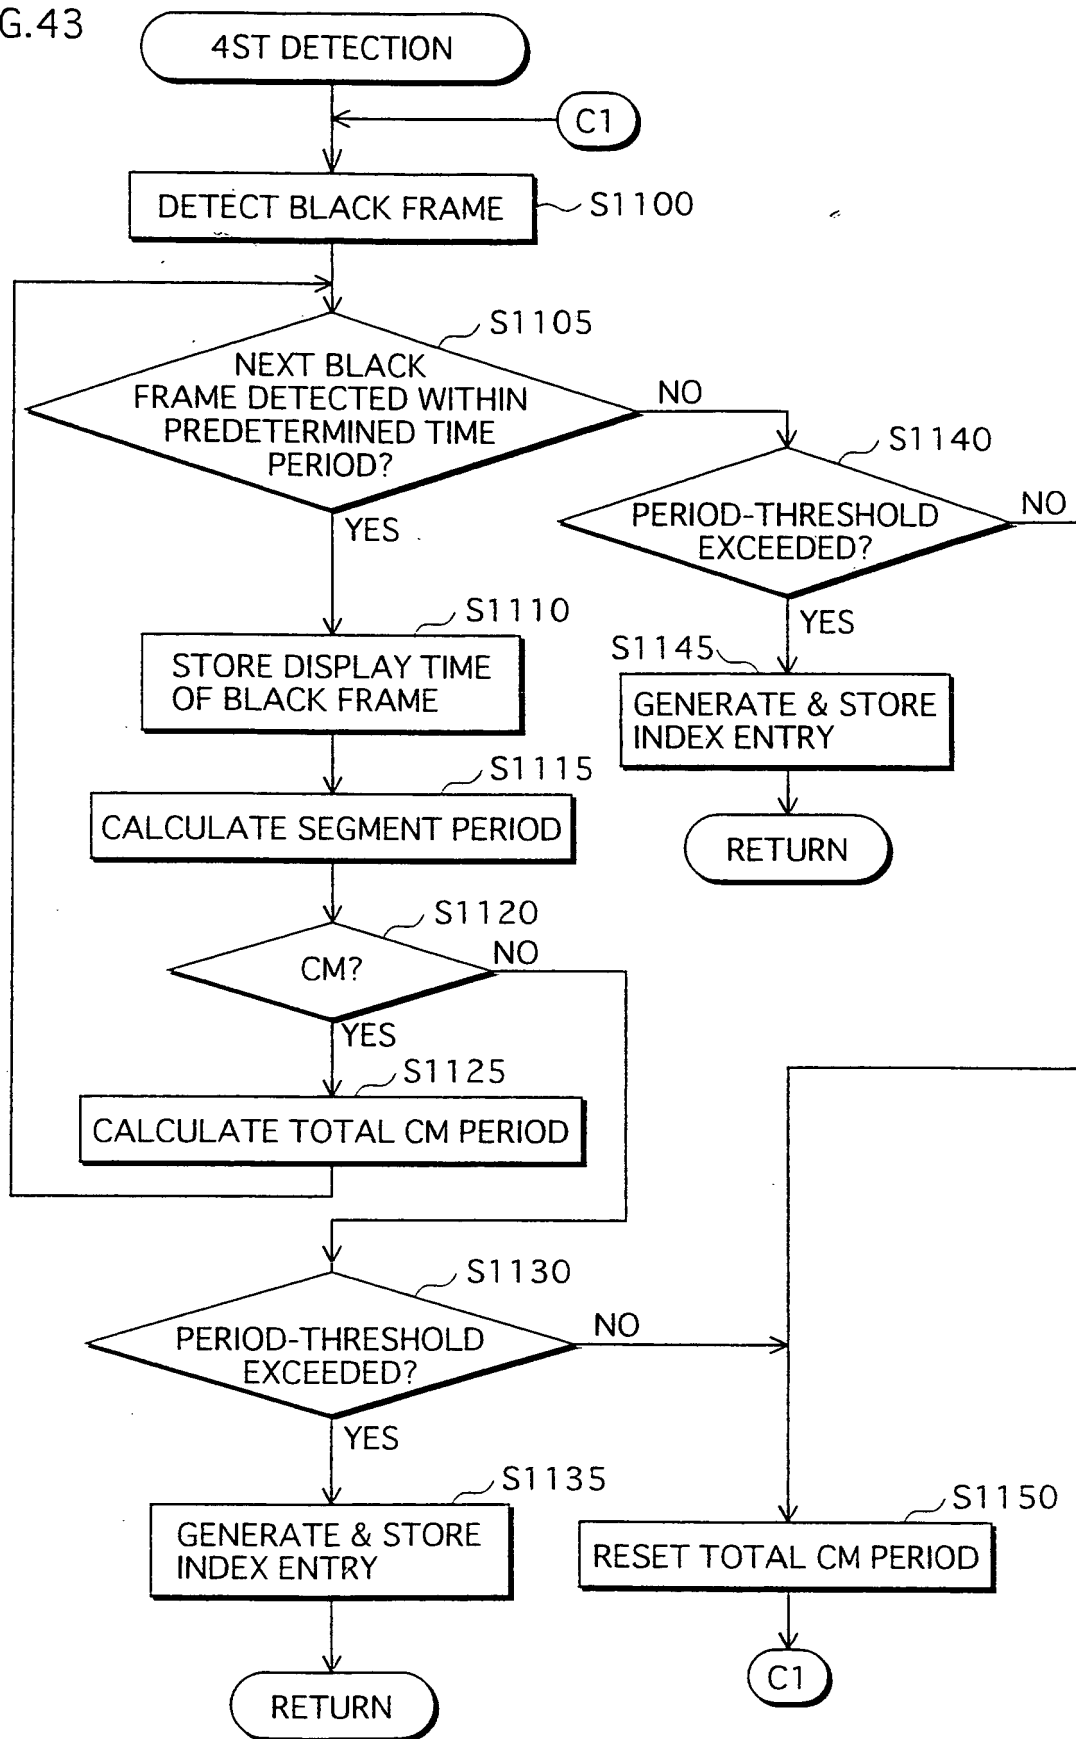 G.43
4ST DETECTION
C1
DETECT BLACK FRAME
S1100
S1105
NEXT BLACK
FRAME DETECTED WITHIN
PREDETERMINED TIME
PERIOD?
NO
YES
S1140
PERIOD-THRESHOLD
EXCEEDED?
NO
YES
S1110
STORE DISPLAY TIME
OF BLACK FRAME
S1145
GENERATE & STORE
INDEX ENTRY
RETURN
S1115
CALCULATE SEGMENT PERIOD
S1120
CM?
NO
YES
S1125
CALCULATE TOTAL CM PERIOD
S1130
PERIOD-THRESHOLD
EXCEEDED?
NO
YES
S1135
GENERATE & STORE
INDEX ENTRY
RETURN
S1150
RESET TOTAL CM PERIOD
C1